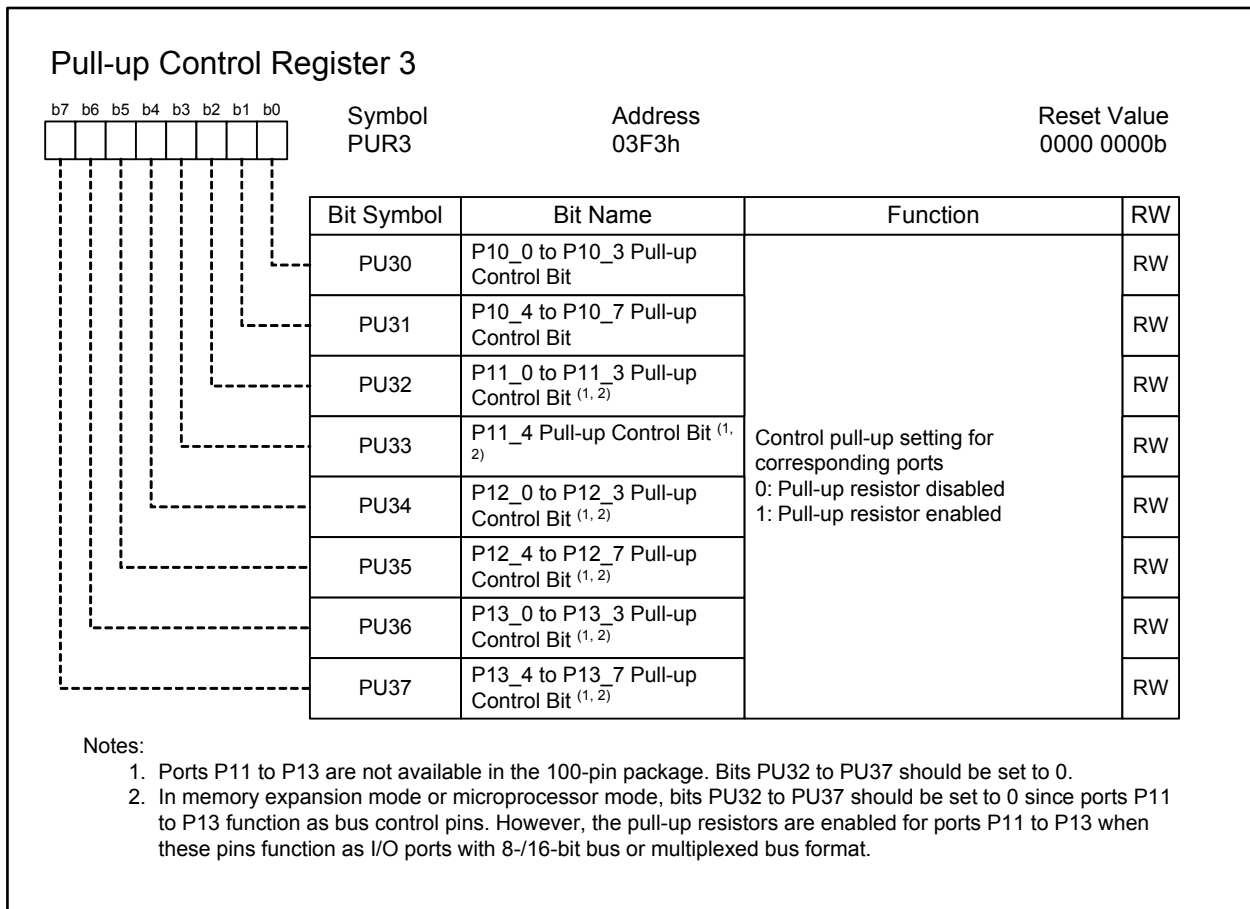 Pull-up Control Register 3
b7 b6 b5 b4 b3 b2 b1 b0
Symbol Address Reset Value
PUR3 03F3h 0000 0000b
Bit Symbol Bit Name Function RW
PU30 P10_0 to P10_3 Pull-up
Control Bit RW
PU31 P10_4 to P10_7 Pull-up
Control Bit RW
PU32 P11_0 to P11_3 Pull-up
Control Bit (1, 2) RW
PU33 P11_4 Pull-up Control Bit (1,
2) RW
PU34 P12_0 to P12_3 Pull-up
Control Bit (1, 2) RW
PU35 P12_4 to P12_7 Pull-up
Control Bit (1, 2) RW
PU36 P13_0 to P13_3 Pull-up
Control Bit (1, 2) RW
PU37 P13_4 to P13_7 Pull-up
Control Bit (1, 2) RW
Control pull-up setting for
corresponding ports
0: Pull-up resistor disabled
1: Pull-up resistor enabled
Notes:
1. Ports P11 to P13 are not available in the 100-pin package. Bits PU32 to PU37 should be set to 0.
2. In memory expansion mode or microprocessor mode, bits PU32 to PU37 should be set to 0 since ports P11
to P13 function as bus control pins. However, the pull-up resistors are enabled for ports P11 to P13 when
these pins function as I/O ports with 8-/16-bit bus or multiplexed bus format.